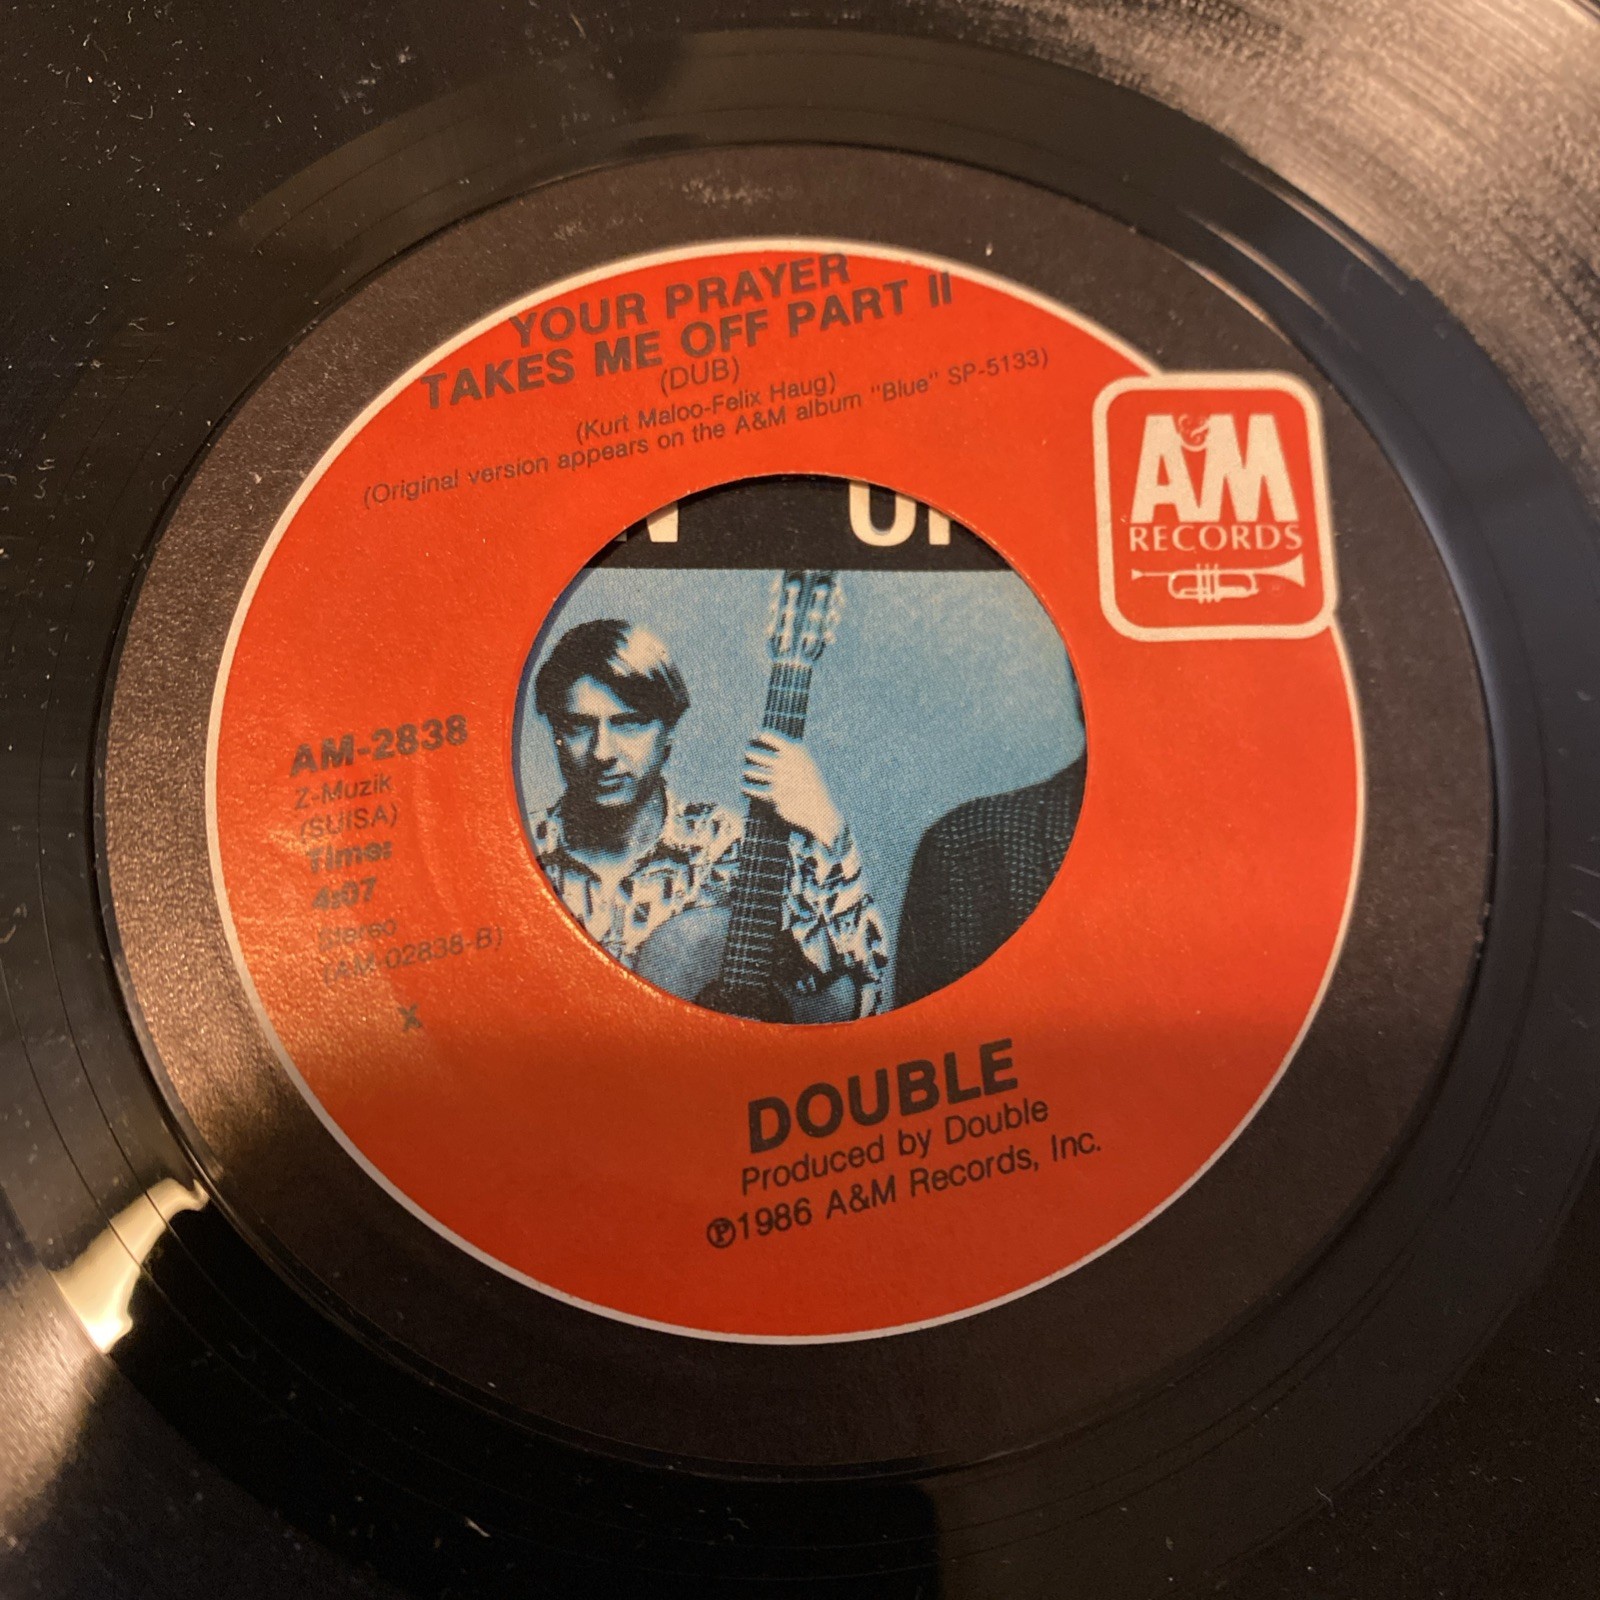 YOUR PRAYER
TAKES ME OFF PART II
(DUB)
(Kurt Maloo-Felix Haug)
(Original version appears on the A&M album "Blue" SP-5133)
A&M
RECORDS
AM-2838
Z-Muzik
(SUISA)
Time:
4:07
Stereo
(AM-02838-B)
X
DOUBLE
Produced by Double
℗1986 A&M Records, Inc.